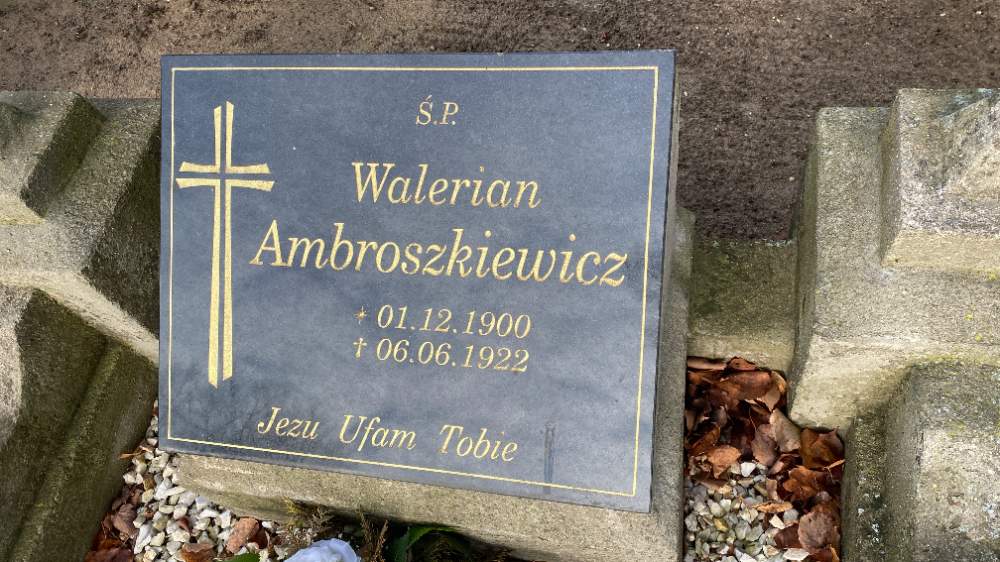 Ś.P.
Walerian
Ambroszkiewicz
* 01.12.1900
† 06.06.1922
Jezu Ufam Tobie